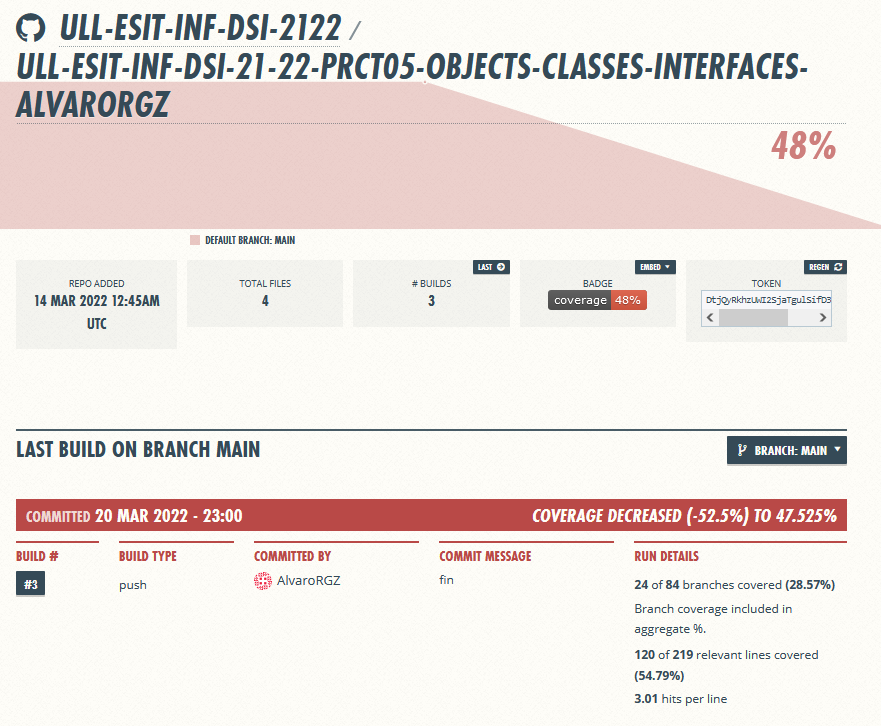 ULL-ESIT-INF-DSI-2122 /
ULL-ESIT-INF-DSI-21-22-PRCT05-OBJECTS-CLASSES-INTERFACES-
ALVARORGZ
48%
DEFAULT BRANCH: MAIN
REPO ADDED
14 MAR 2022 12:45AM
UTC
TOTAL FILES
4
LAST
# BUILDS
3
EMBED
BADGE
coverage 48%
REGEN
TOKEN
LAST BUILD ON BRANCH MAIN
BRANCH: MAIN
COMMITTED 20 MAR 2022 - 23:00
COVERAGE DECREASED (-52.5%) TO 47.525%
BUILD #
#3
BUILD TYPE
push
COMMITTED BY
AlvaroRGZ
COMMIT MESSAGE
fin
RUN DETAILS
24 of 84 branches covered (28.57%)
Branch coverage included in
aggregate %.
120 of 219 relevant lines covered
(54.79%)
3.01 hits per line